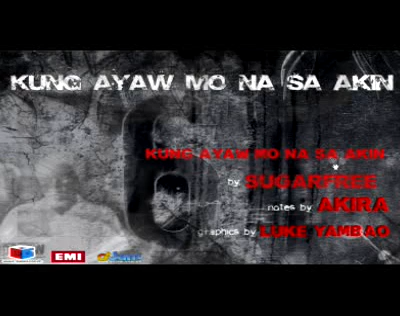 KUNG AYAW MO NA SA AKIN
KUNG AYAW MO NA SA AKIN
by SUGARFREE
notes by AKIRA
graphics by LUKE YAMBAO
EMI